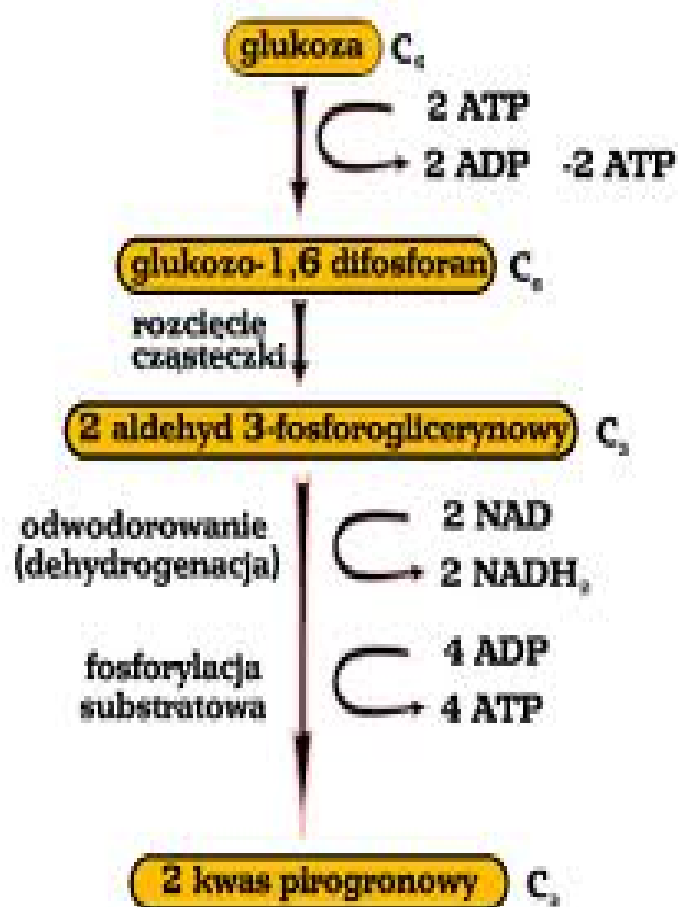 glukoza C₆
2 ATP
2 ADP -2 ATP
glukozo-1,6 difosforan C₆
rozcięcie
cząsteczki
2 aldehyd 3-fosforoglicerynowy C₃
odwodorowanie
(dehydrogenacja)
2 NAD
2 NADH₂
fosforylacja
substratowa
4 ADP
4 ATP
2 kwas pirogronowy C₃